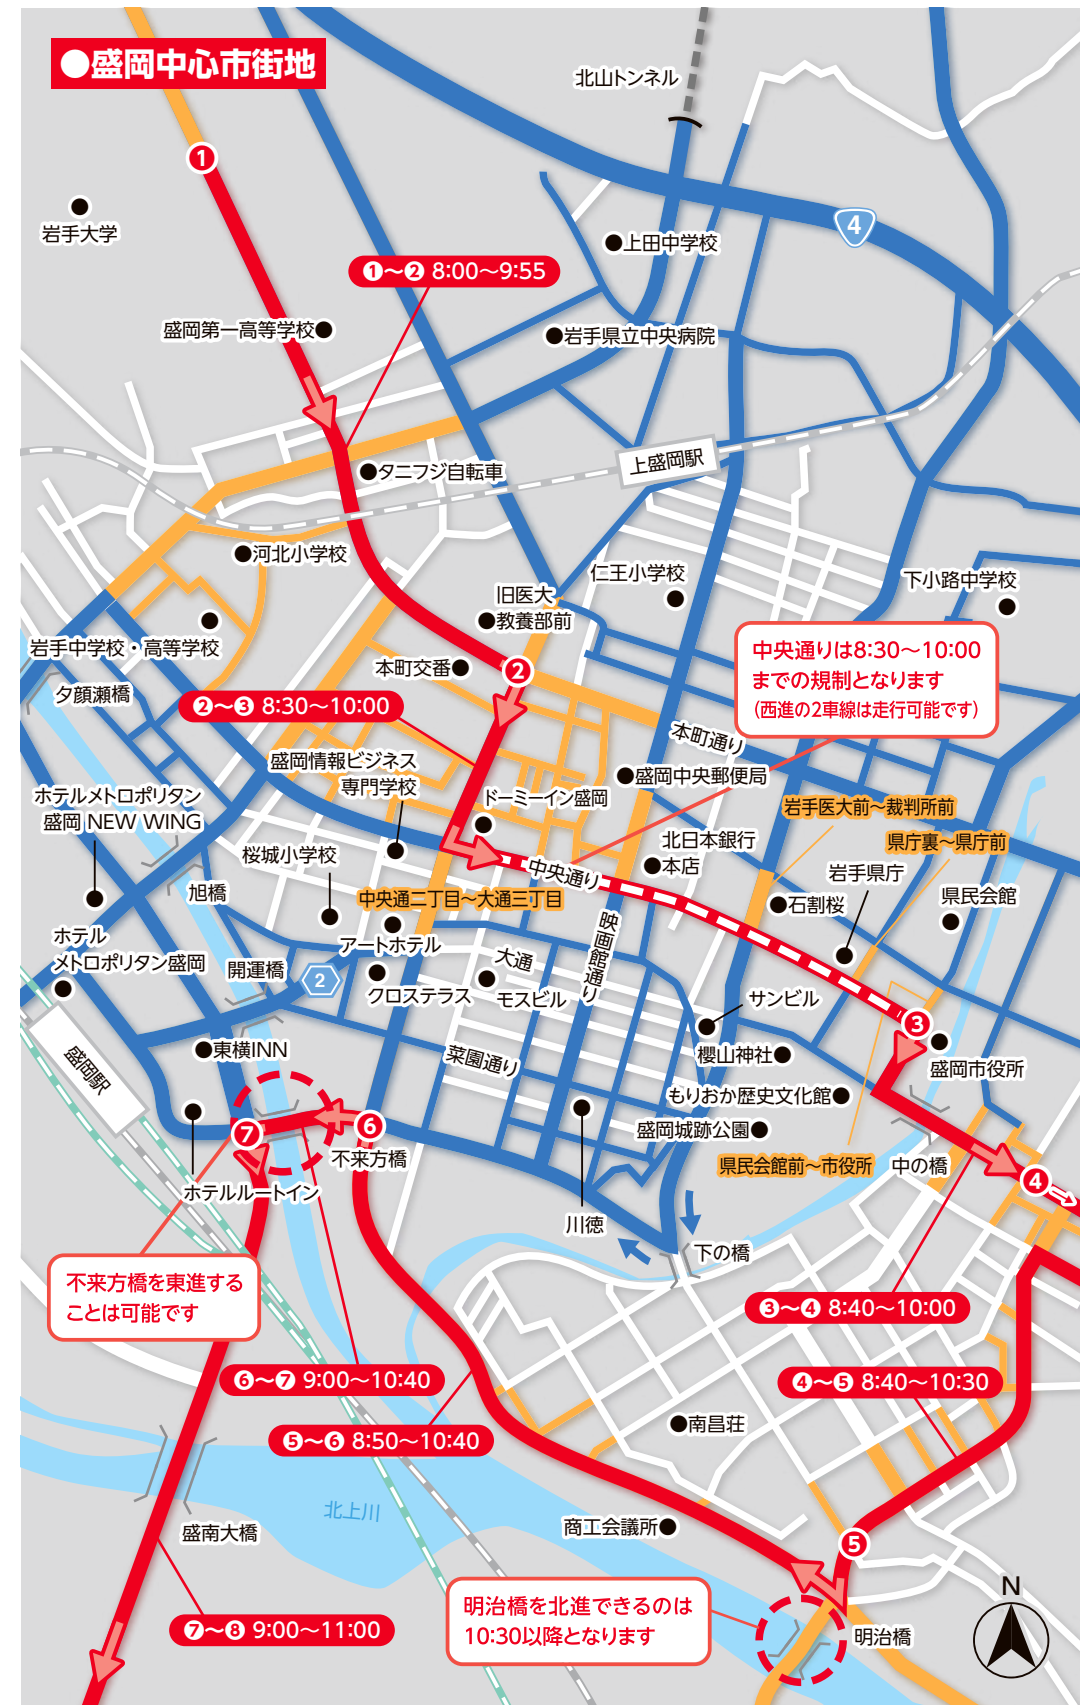 ●盛岡中心市街地
北山トンネル
1
岩手大学
4
上田中学校
①〜② 8:00〜9:55
盛岡第一高等学校
岩手県立中央病院
上盛岡駅
タニフジ自転車
河北小学校
仁王小学校
下小路中学校
旧医大
教養部前
岩手中学校・高等学校
本町交番
2
中央通りは8:30〜10:00
までの規制となります
（西進の2車線は走行可能です）
夕顔瀬橋
②〜③ 8:30〜10:00
本町通り
盛岡情報ビジネス
専門学校
盛岡中央郵便局
ホテルメトロポリタン
盛岡 NEW WING
ドーミーイン盛岡
岩手医大前〜裁判所前
北日本銀行
本店
県庁裏〜県庁前
桜城小学校
中央通り
岩手県庁
旭橋
中央通二丁目〜大通三丁目
石割桜
県民会館
ホテル
メトロポリタン盛岡
アートホテル
映画館通り
開運橋
2
大通
クロステラス
モスビル
サンビル
3
盛岡駅
東横INN
菜園通り
櫻山神社
盛岡市役所
もりおか歴史文化館
7
6
盛岡城跡公園
不来方橋
県民会館前〜市役所
中の橋
4
ホテルルートイン
川徳
下の橋
不来方橋を東進する
ことは可能です
③〜④ 8:40〜10:00
⑥〜⑦ 9:00〜10:40
④〜⑤ 8:40〜10:30
⑤〜⑥ 8:50〜10:40
南昌荘
北上川
盛南大橋
商工会議所
5
明治橋を北進できるのは
10:30以降となります
N
⑦〜⑧ 9:00〜11:00
明治橋